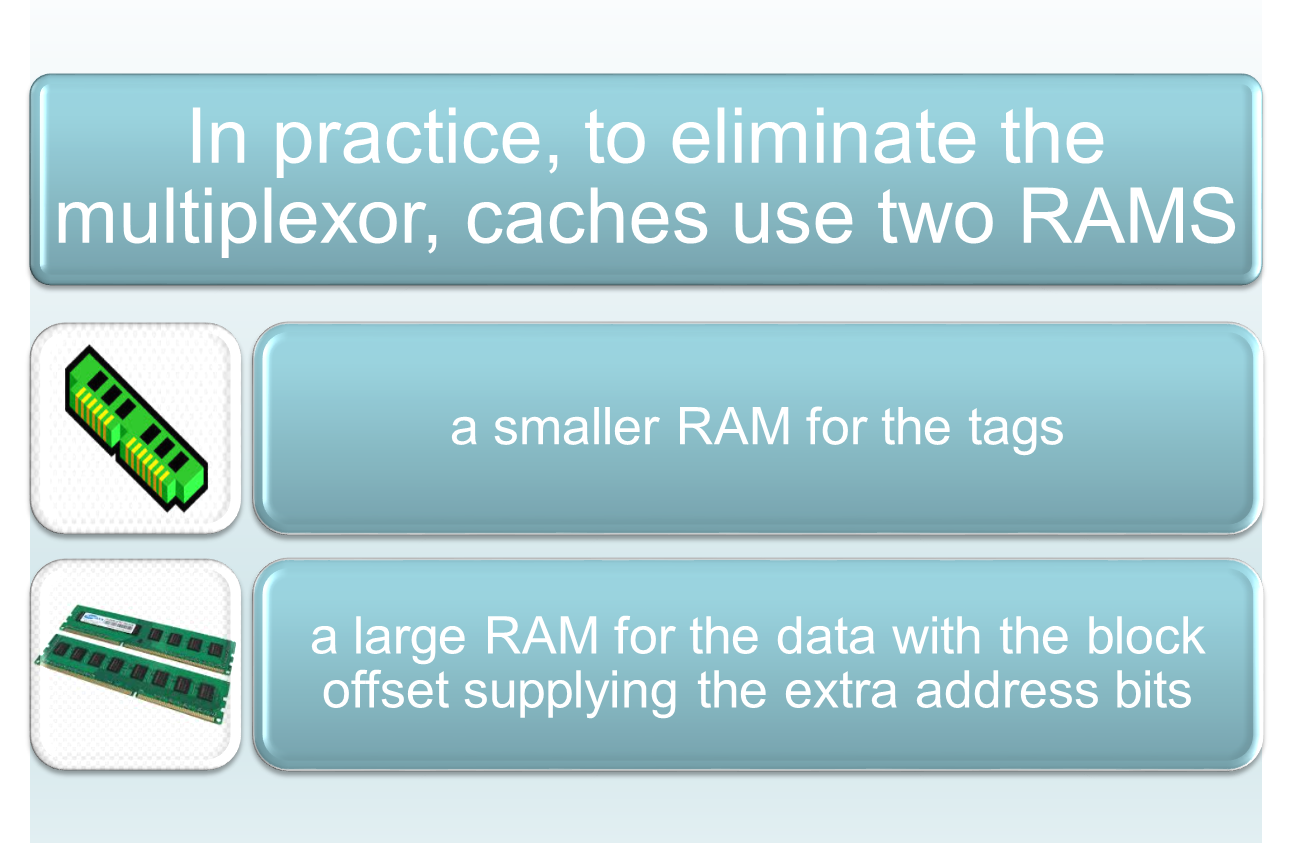 In practice, to eliminate the
multiplexor, caches use two RAMS
a smaller RAM for the tags
a large RAM for the data with the block
offset supplying the extra address bits